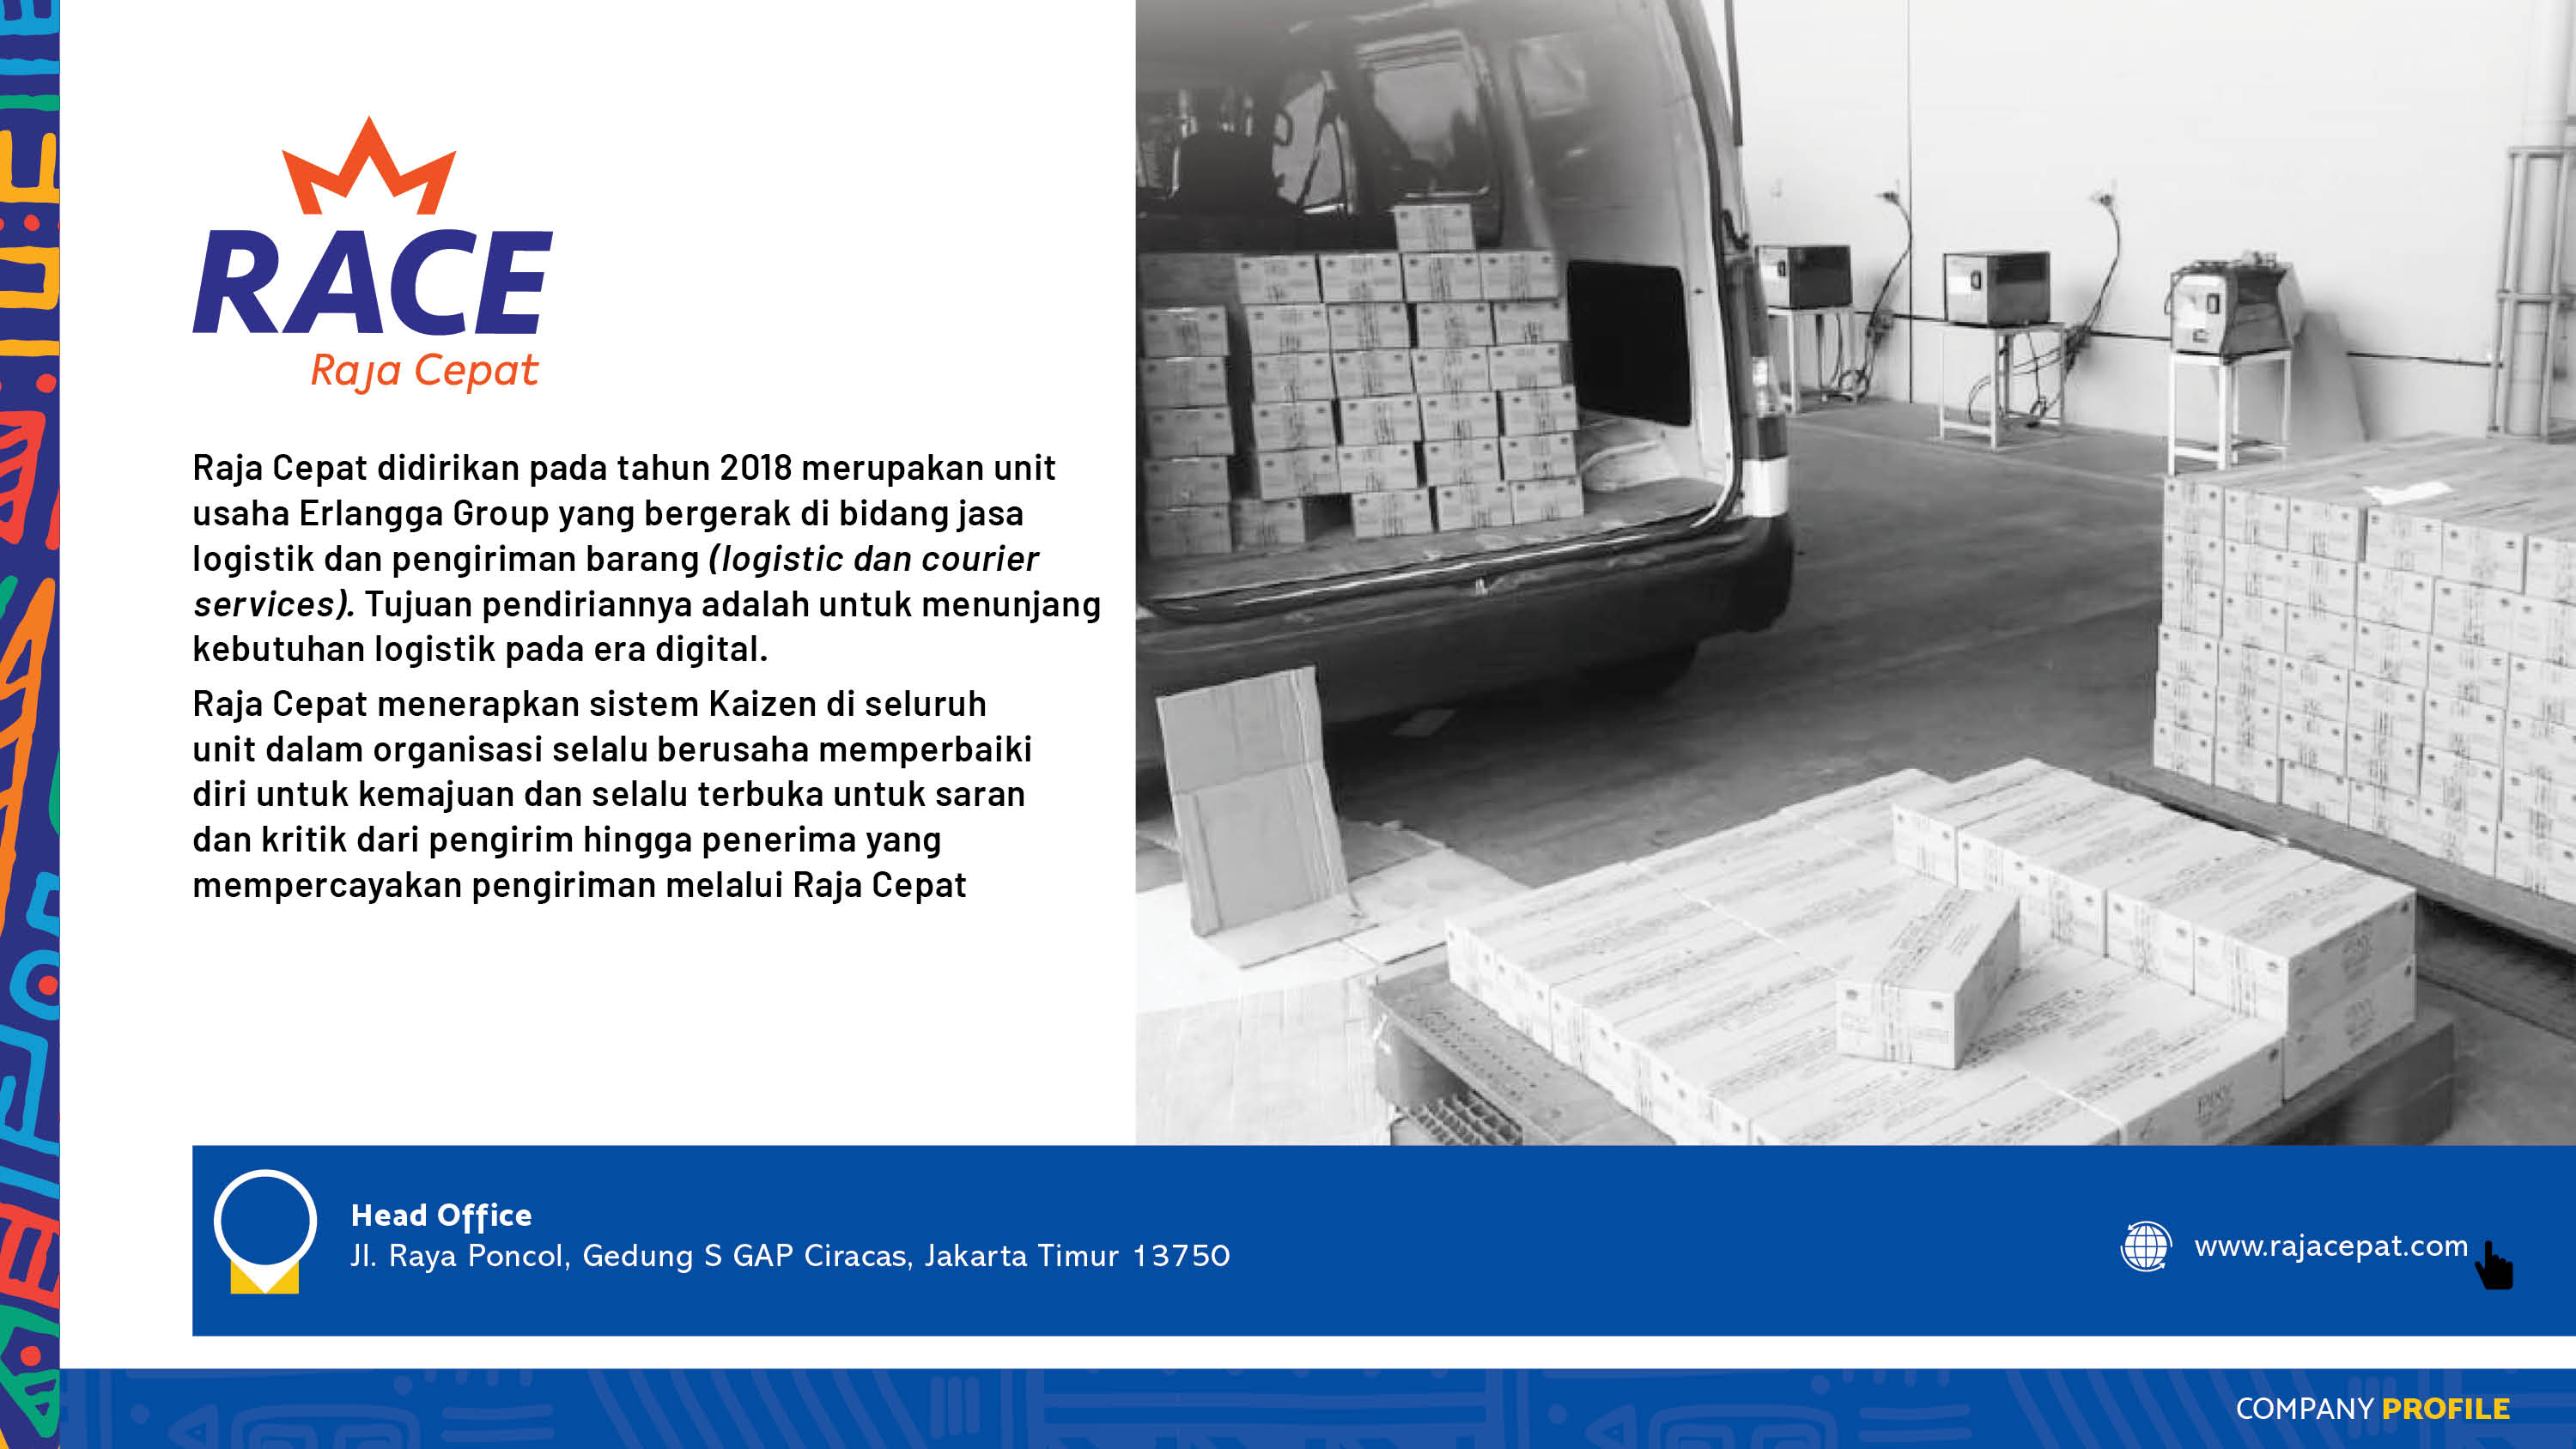 RACE
Raja Cepat
Raja Cepat didirikan pada tahun 2018 merupakan unit
usaha Erlangga Group yang bergerak di bidang jasa
logistik dan pengiriman barang (logistic dan courier
services). Tujuan pendiriannya adalah untuk menunjang
kebutuhan logistik pada era digital.
Raja Cepat menerapkan sistem Kaizen di seluruh
unit dalam organisasi selalu berusaha memperbaiki
diri untuk kemajuan dan selalu terbuka untuk saran
dan kritik dari pengirim hingga penerima yang
mempercayakan pengiriman melalui Raja Cepat
Head Office
Jl. Raya Poncol, Gedung S GAP Ciracas, Jakarta Timur 13750
www.rajacepat.com
COMPANY PROFILE